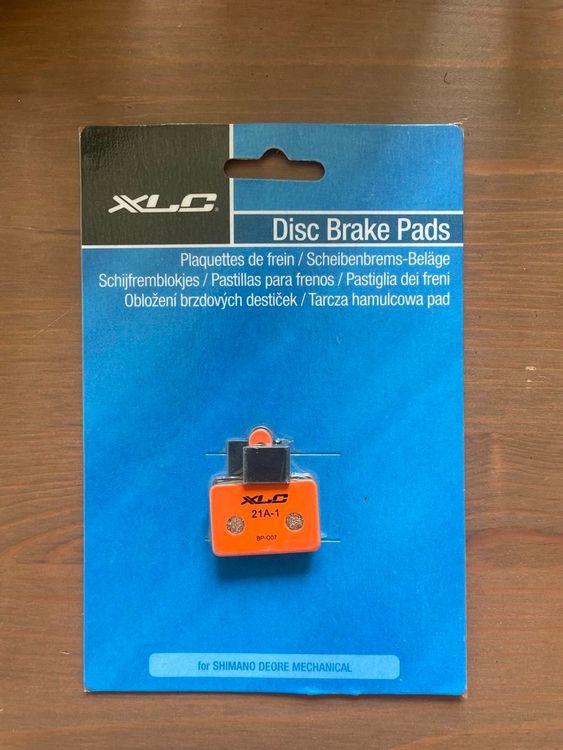 XLC
Disc Brake Pads
Plaquettes de frein / Scheibenbrems-Beläge
Schijfremblokjes / Pastillas para frenos / Pastiglia dei freni
Obložení brzdových destiček / Tarcza hamulcowa pad
XLC
21A-1
BP-O07
for SHIMANO DEORE MECHANICAL